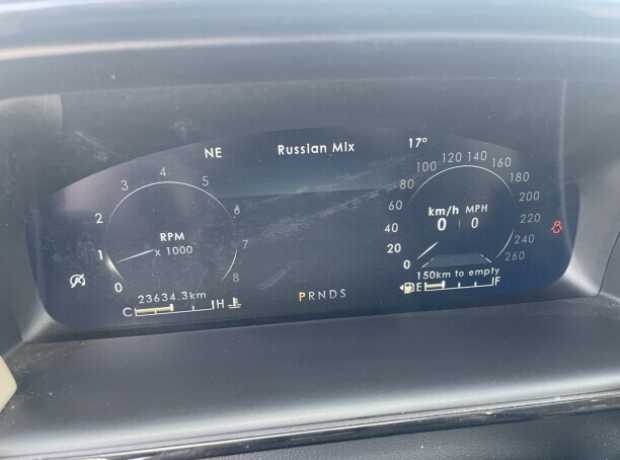 NE Russian Mix 17°
0 1 2 3 4 5 6 7 8
RPM
x 1000
0 20 40 60 80 100 120 140 160 180 200 220 240 260
km/h MPH
0 0
23634.3km
C H
PRNDS
150km to empty
E F